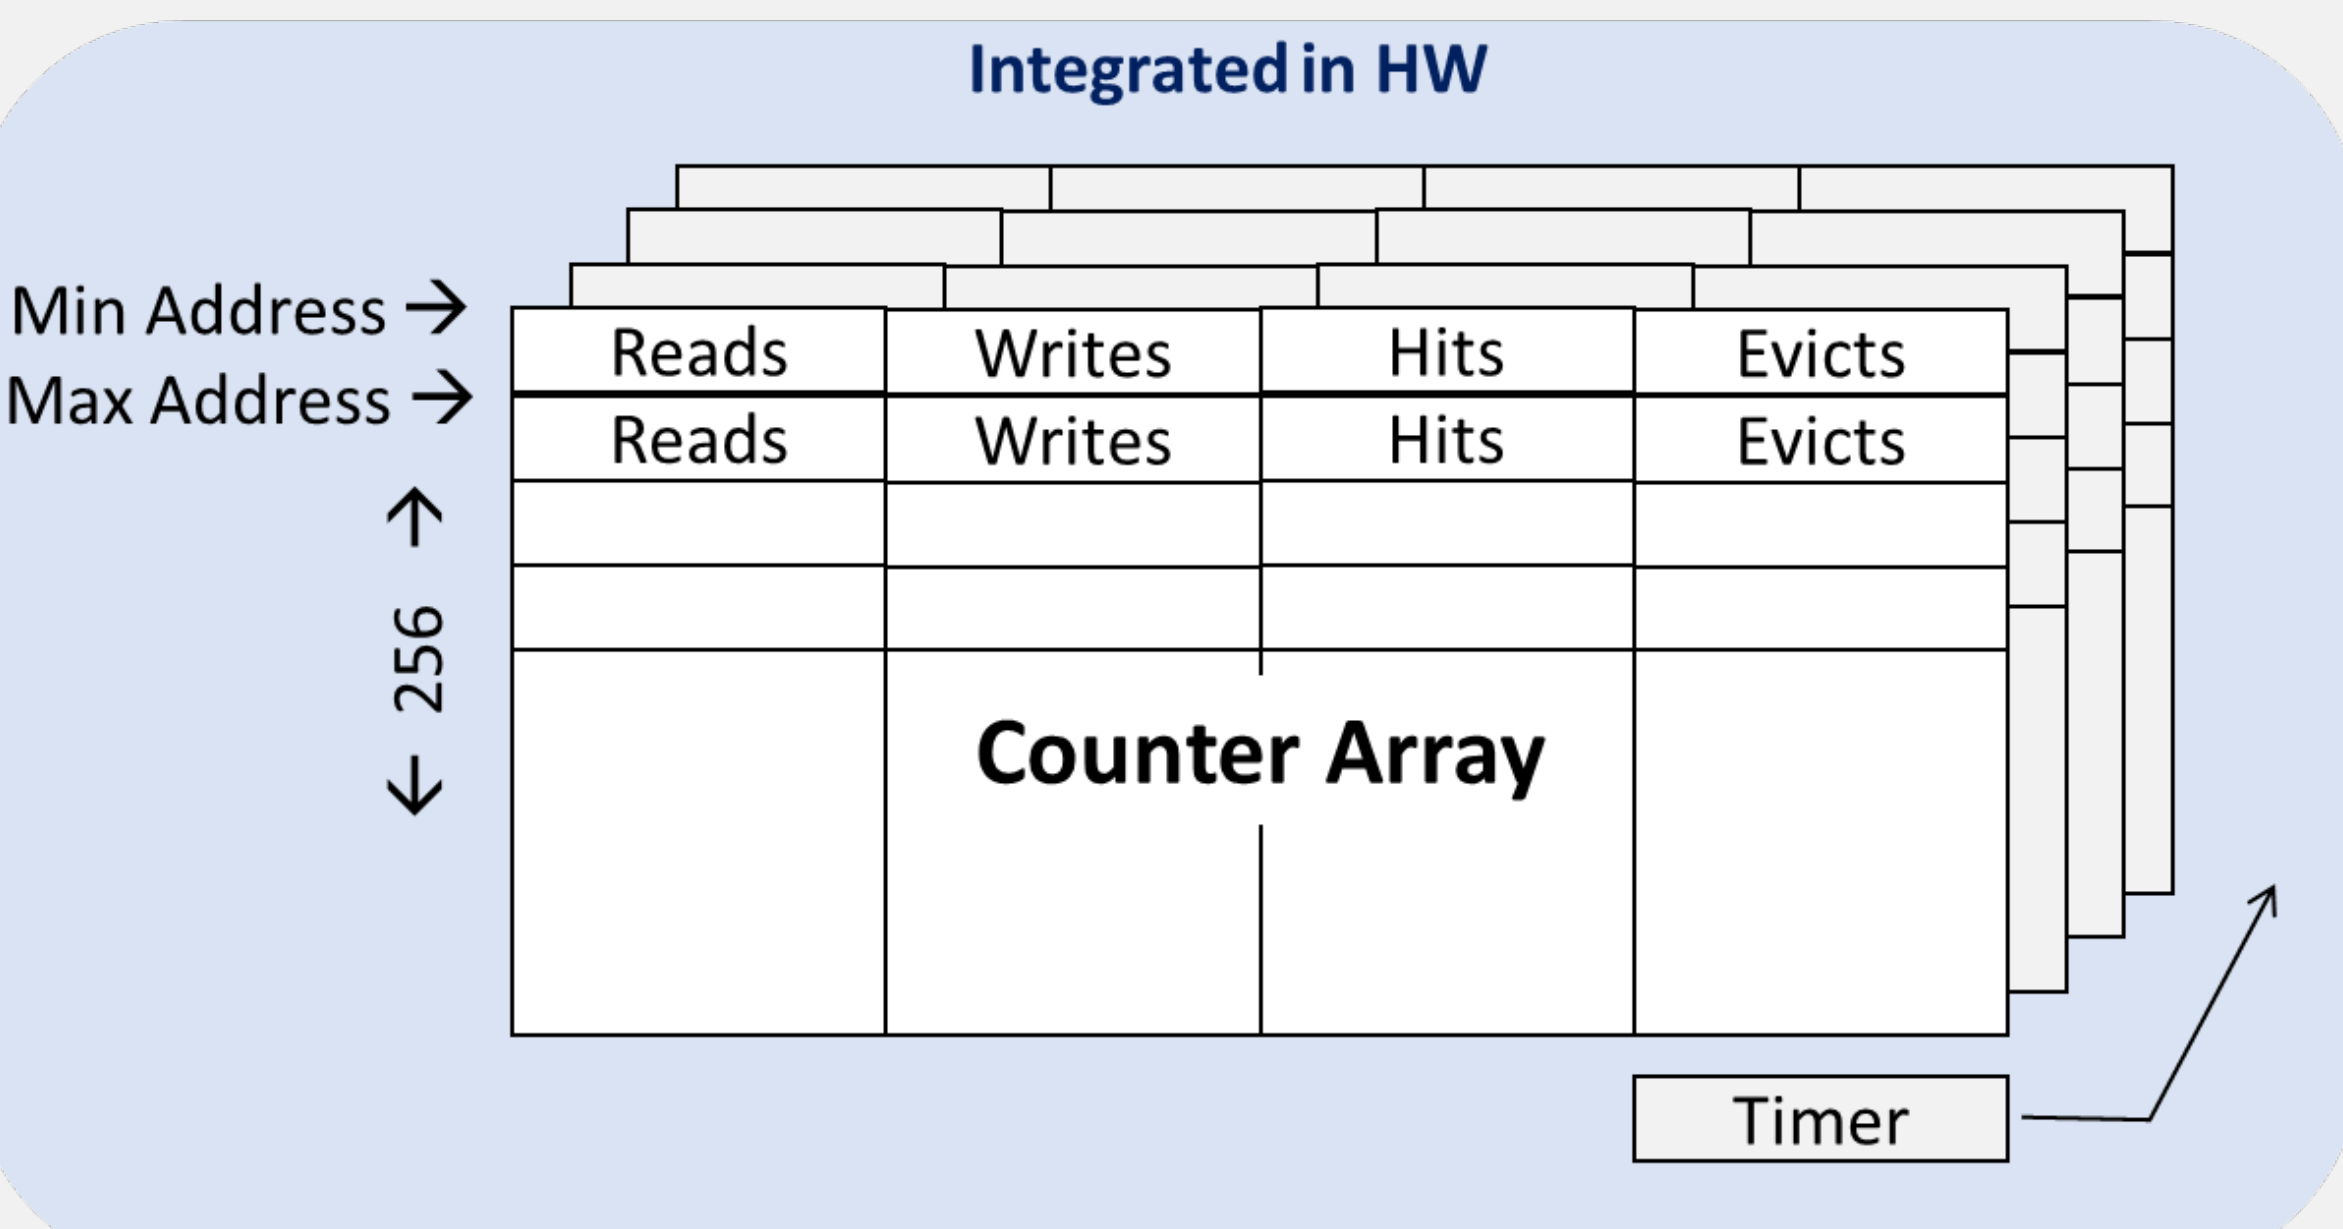 Integrated in HW
Min Address →
Max Address →
Reads Writes Hits Evicts
Reads Writes Hits Evicts
← 256 →
Counter Array
Timer